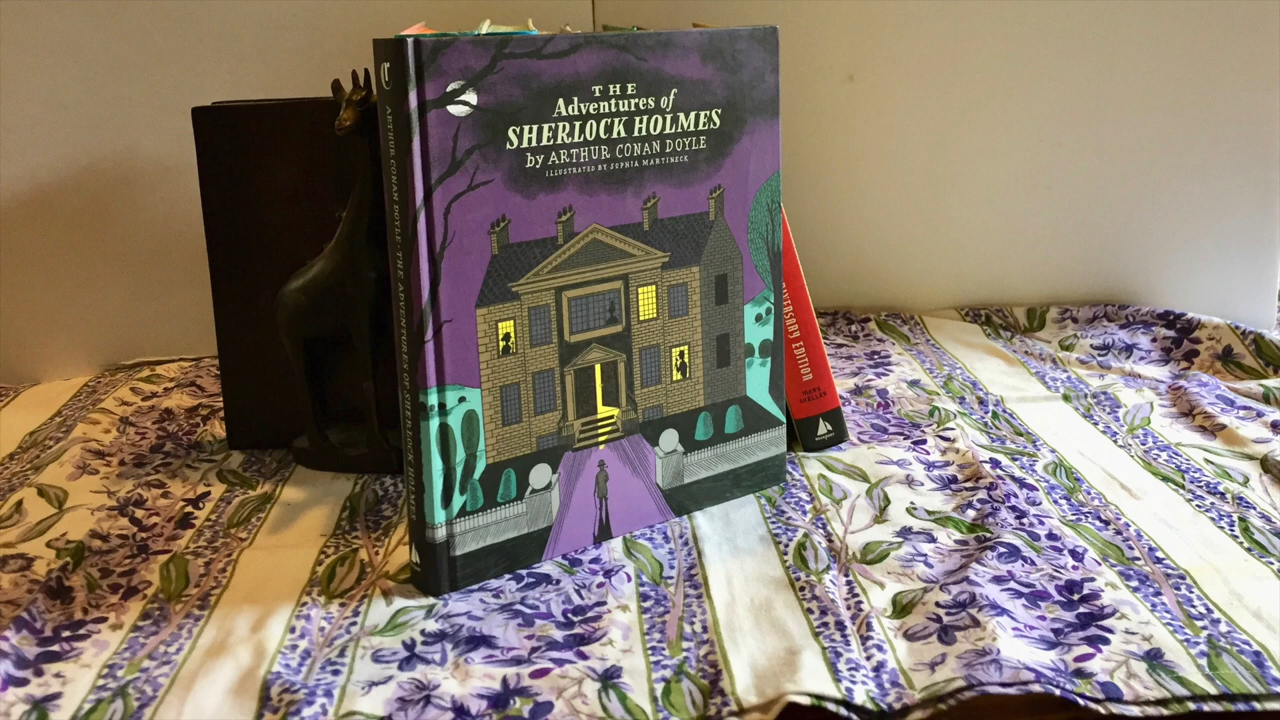 THE
Adventures of
SHERLOCK HOLMES
by ARTHUR CONAN DOYLE
ILLUSTRATED BY SOPHIA MARTINECK
ARTHUR CONAN DOYLE · THE ADVENTURES OF SHERLOCK HOLMES
EDITION
MARY
SHELLEY
ROCKPORT